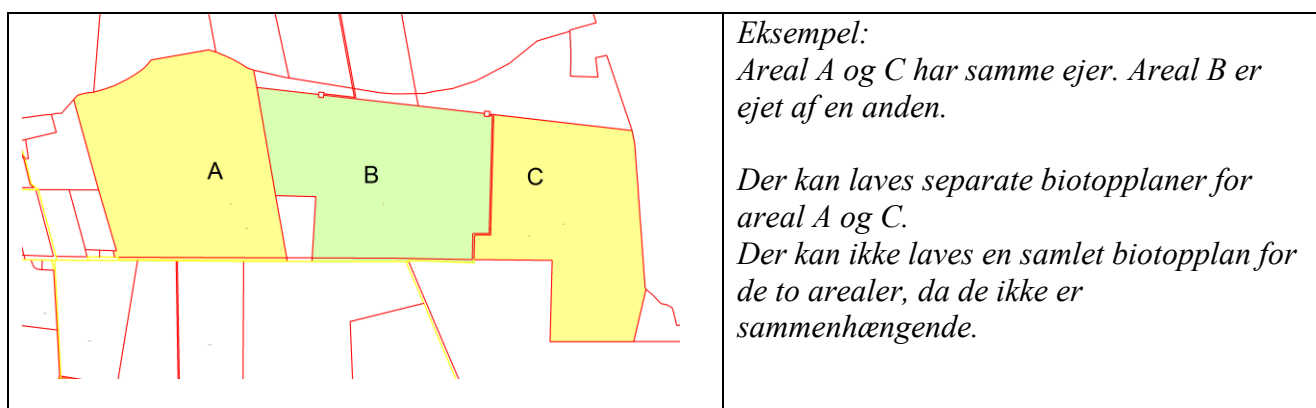 A
B
C
Eksempel:
Areal A og C har samme ejer. Areal B er
ejet af en anden.
Der kan laves separate biotopplaner for
areal A og C.
Der kan ikke laves en samlet biotopplan for
de to arealer, da de ikke er
sammenhængende.